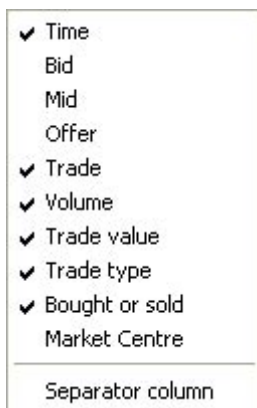 Time
Bid
Mid
Offer
Trade
Volume
Trade value
Trade type
Bought or sold
Market Centre
Separator column